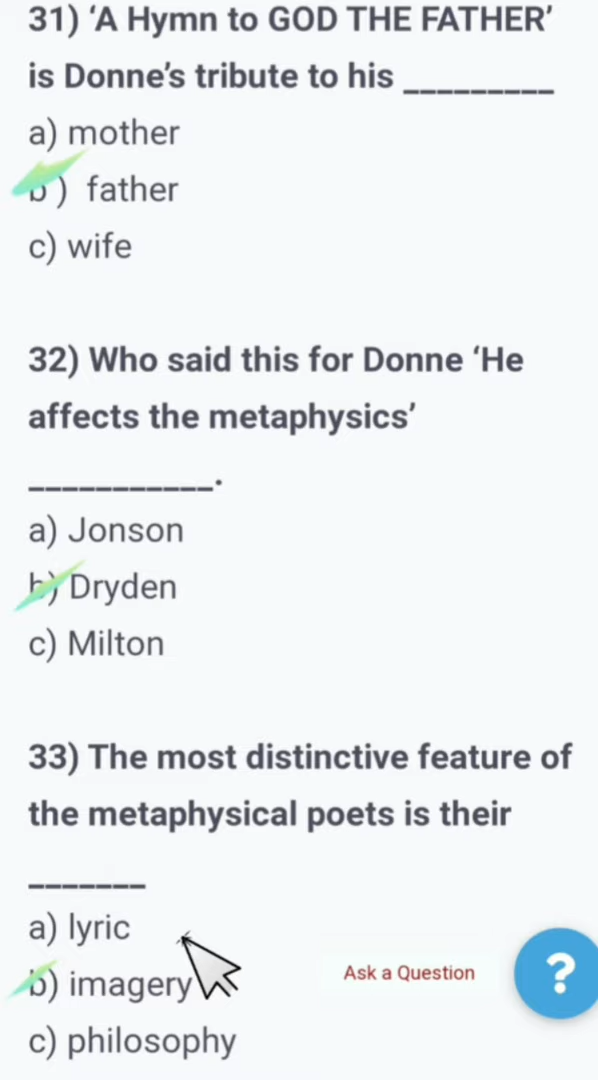 31) ‘A Hymn to GOD THE FATHER’
is Donne’s tribute to his _________
a) mother
b ) father
c) wife
32) Who said this for Donne ‘He
affects the metaphysics’
___________.
a) Jonson
b) Dryden
c) Milton
33) The most distinctive feature of
the metaphysical poets is their
_______
a) lyric
b) imagery
c) philosophy
Ask a Question
?